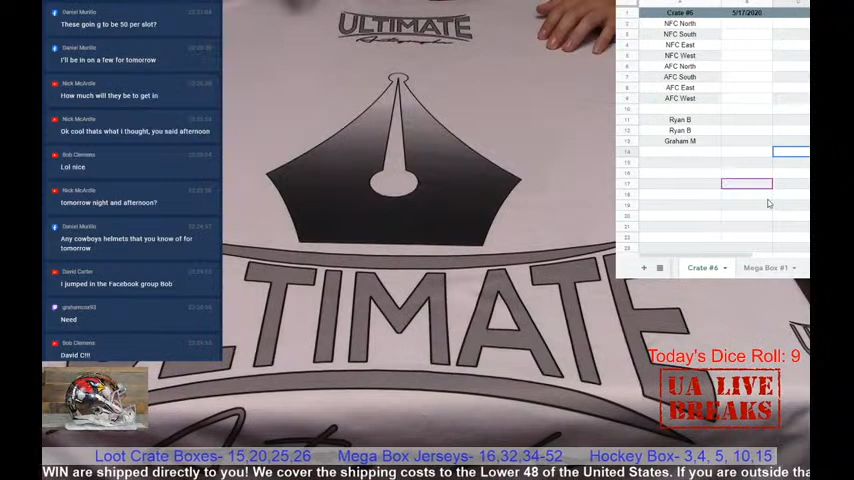 Daniel Murillo
These goin g to be 50 per slot?
Daniel Murillo
I'll be in on a few for tomorrow
Nick McArdle
How much will they be to get in
Nick McArdle
Ok cool thats what i thought, you said afternoon
Bob Clemens
Lol nice
Nick McArdle
tomorrow night and afternoon?
Daniel Murillo
Any cowboys helmets that you know of for
tomorrow
David Carter
I jumped in the Facebook group Bob
Need
Bob Clemens
David C!!!
ULTIMATE
ULTIMATE
Crate #6 5/17/2020
NFC North
NFC South
NFC East
NFC West
AFC North
AFC South
AFC East
AFC West
Ryan B
Ryan B
Graham M
Crate #6 Mega Box #1
Today's Dice Roll: 9
UA LIVE
BREAKS
Loot Crate Boxes- 15,20,25,26 Mega Box Jerseys- 16,32,34-52 Hockey Box- 3,4, 5, 10,15
WIN are shipped directly to you! We cover the shipping costs to the Lower 48 of the United States. If you are outside tha